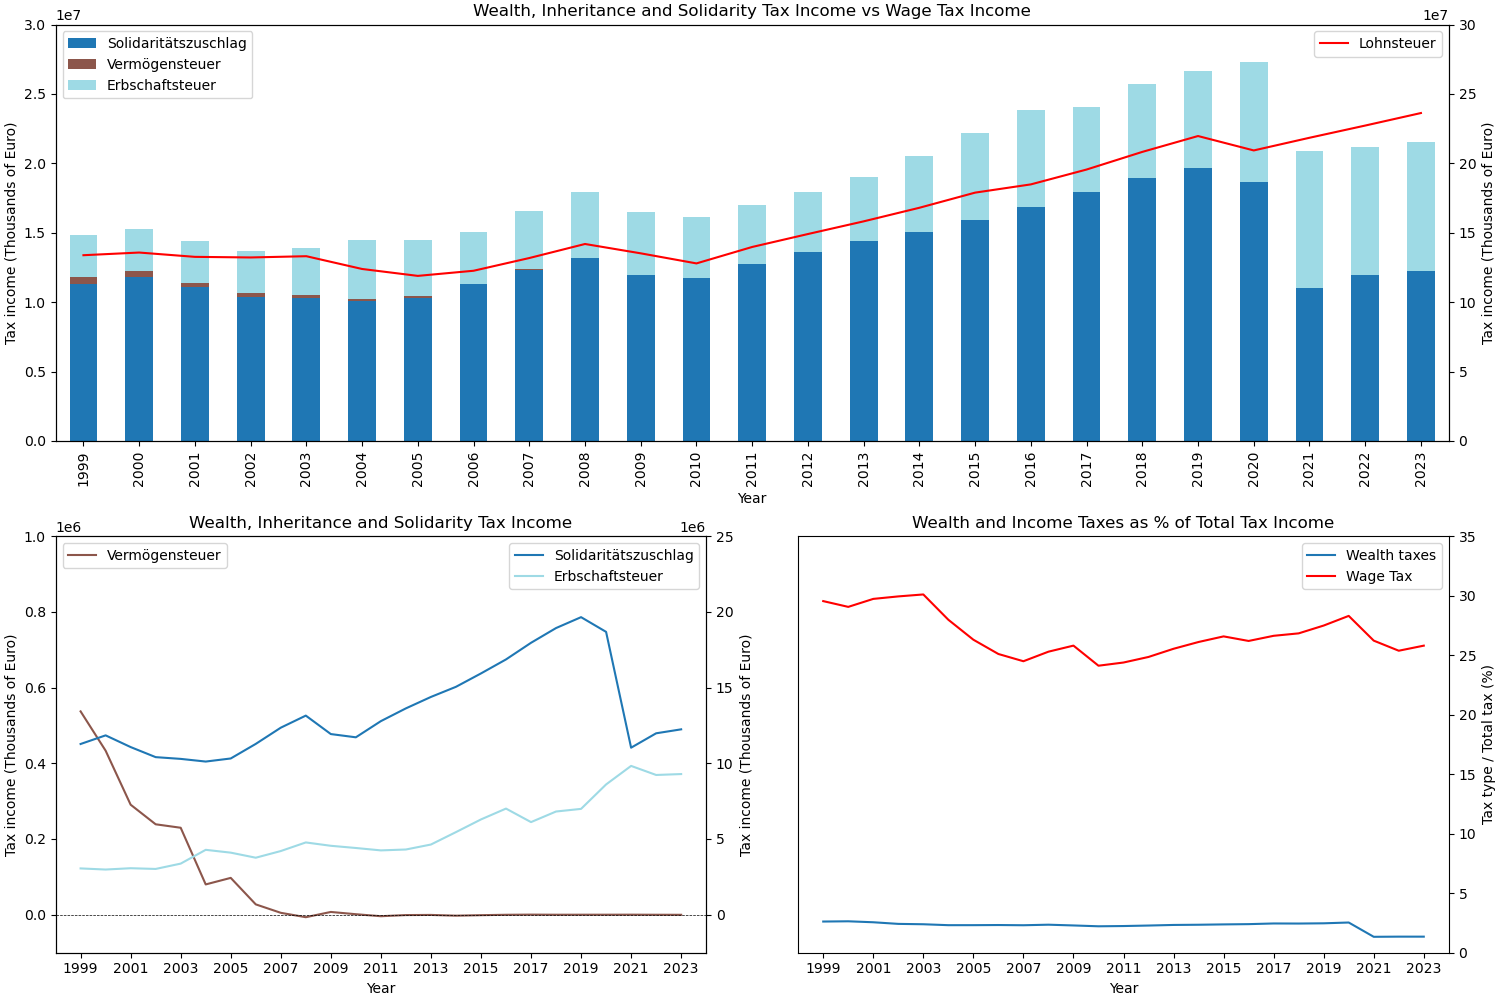 Wealth, Inheritance and Solidarity Tax Income vs Wage Tax Income
1e7
1e7
Solidaritätszuschlag
Vermögensteuer
Erbschaftsteuer
Lohnsteuer
3.0
2.5
2.0
1.5
1.0
0.5
0.0
Tax income (Thousands of Euro)
30
25
20
15
10
5
0
Tax income (Thousands of Euro)
1999 2000 2001 2002 2003 2004 2005 2006 2007 2008 2009 2010 2011 2012 2013 2014 2015 2016 2017 2018 2019 2020 2021 2022 2023
Year
Wealth, Inheritance and Solidarity Tax Income
1e6
1e6
Vermögensteuer
Solidaritätszuschlag
Erbschaftsteuer
1.0
0.8
0.6
0.4
0.2
0.0
Tax income (Thousands of Euro)
25
20
15
10
5
0
Tax income (Thousands of Euro)
1999 2001 2003 2005 2007 2009 2011 2013 2015 2017 2019 2021 2023
Year
Wealth and Income Taxes as % of Total Tax Income
Wealth taxes
Wage Tax
35
30
25
20
15
10
5
0
Tax type / Total tax (%)
1999 2001 2003 2005 2007 2009 2011 2013 2015 2017 2019 2021 2023
Year